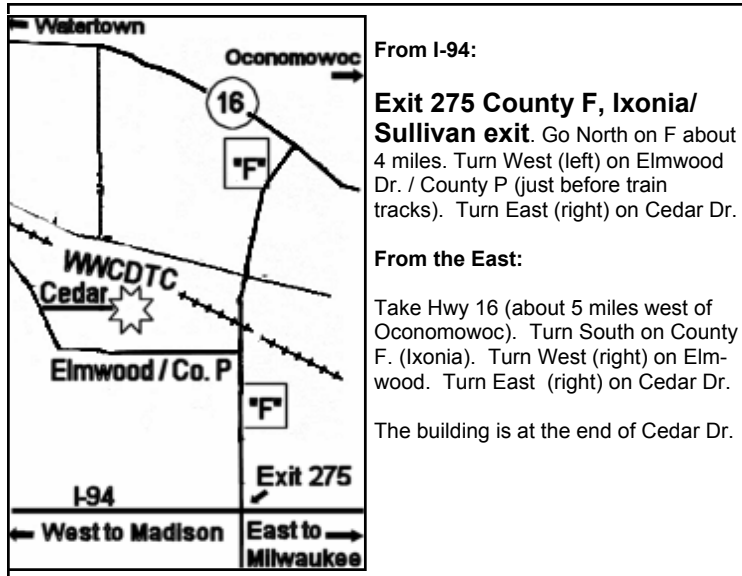 Watertown
Oconomowoc
16
"F"
WWCDTC
Cedar
Elmwood / Co. P
"F"
Exit 275
I-94
West to Madison
East to
Milwaukee
From I-94:
Exit 275 County F, Ixonia/
Sullivan exit. Go North on F about
4 miles. Turn West (left) on Elmwood
Dr. / County P (just before train
tracks). Turn East (right) on Cedar Dr.
From the East:
Take Hwy 16 (about 5 miles west of
Oconomowoc). Turn South on County
F. (Ixonia). Turn West (right) on Elm-
wood. Turn East (right) on Cedar Dr.
The building is at the end of Cedar Dr.